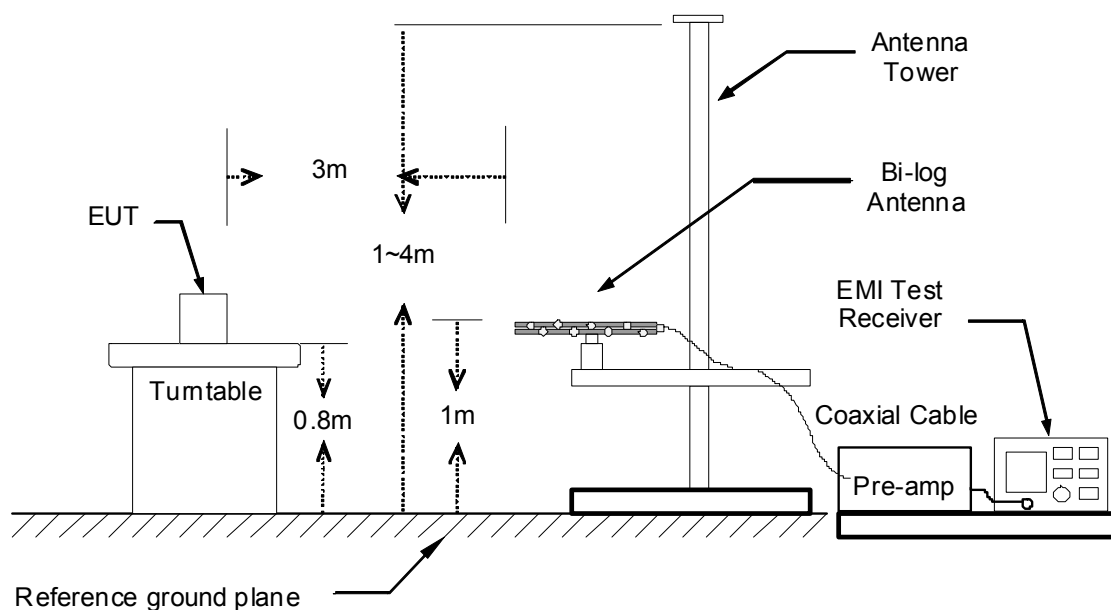 Antenna
Tower
3m
Bi-log
Antenna
EUT
1~4m
EMI Test
Receiver
Turntable
0.8m
1m
Coaxial Cable
Pre-amp
Reference ground plane